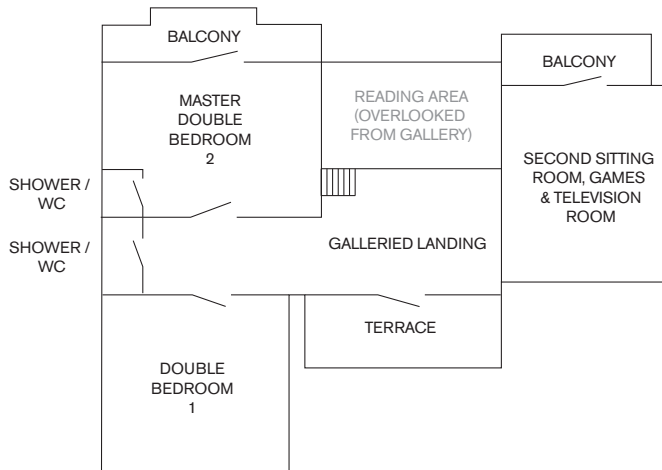 BALCONY
BALCONY
MASTER
DOUBLE
BEDROOM
2
READING AREA
(OVERLOOKED
FROM GALLERY)
SECOND SITTING
ROOM, GAMES
& TELEVISION
ROOM
SHOWER /
WC
SHOWER /
WC
GALLERIED LANDING
TERRACE
DOUBLE
BEDROOM
1